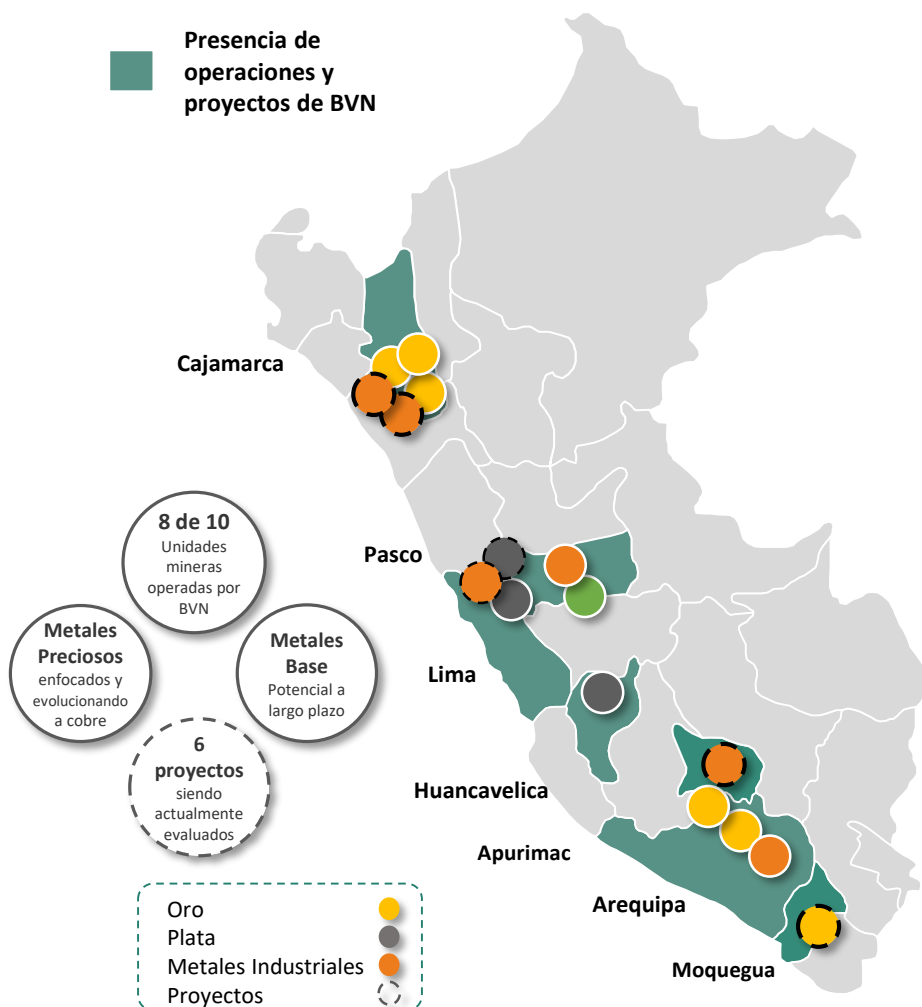 Presencia de
operaciones y
proyectos de BVN
Cajamarca
Pasco
Lima
Huancavelica
Apurimac
Arequipa
Moquegua
8 de 10
Unidades
mineras
operadas por
BVN
Metales
Preciosos
enfocados y
evolucionando
a cobre
Metales
Base
Potencial a
largo plazo
6
proyectos
siendo
actualmente
evaluados
Oro
Plata
Metales Industriales
Proyectos